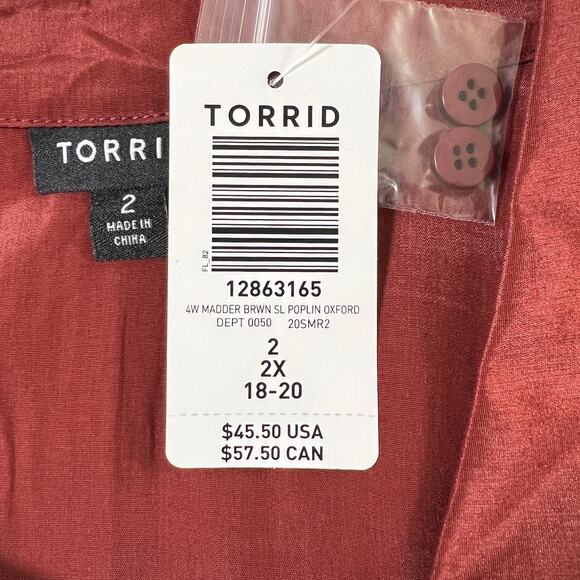 TORRID
TORRI
2
MADE IN
CHINA
FL_82
12863165
4W MADDER BRWN SL POPLIN OXFORD
DEPT 0050 20SMR2
2
2X
18-20
$45.50 USA
$57.50 CAN